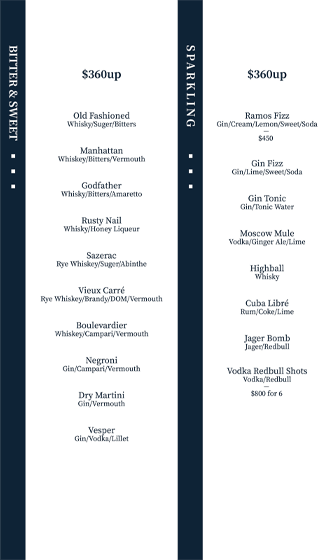 BITTER & SWEET
$360up
Old Fashioned
Whisky/Suger/Bitters
Manhattan
Whiskey/Bitters/Vermouth
Godfather
Whisky/Bitters/Amaretto
Rusty Nail
Whisky/Honey Liqueur
Sazerac
Rye Whiskey/Suger/Abinthe
Vieux Carré
Rye Whiskey/Brandy/DOM/Vermouth
Boulevardier
Whiskey/Campari/Vermouth
Negroni
Gin/Campari/Vermouth
Dry Martini
Gin/Vermouth
Vesper
Gin/Vodka/Lillet
SPARKLING
$360up
Ramos Fizz
Gin/Cream/Lemon/Sweet/Soda
—
$450
Gin Fizz
Gin/Lime/Sweet/Soda
Gin Tonic
Gin/Tonic Water
Moscow Mule
Vodka/Ginger Ale/Lime
Highball
Whisky
Cuba Libré
Rum/Coke/Lime
Jager Bomb
Jager/Redbull
Vodka Redbull Shots
Vodka/Redbull
—
$800 for 6